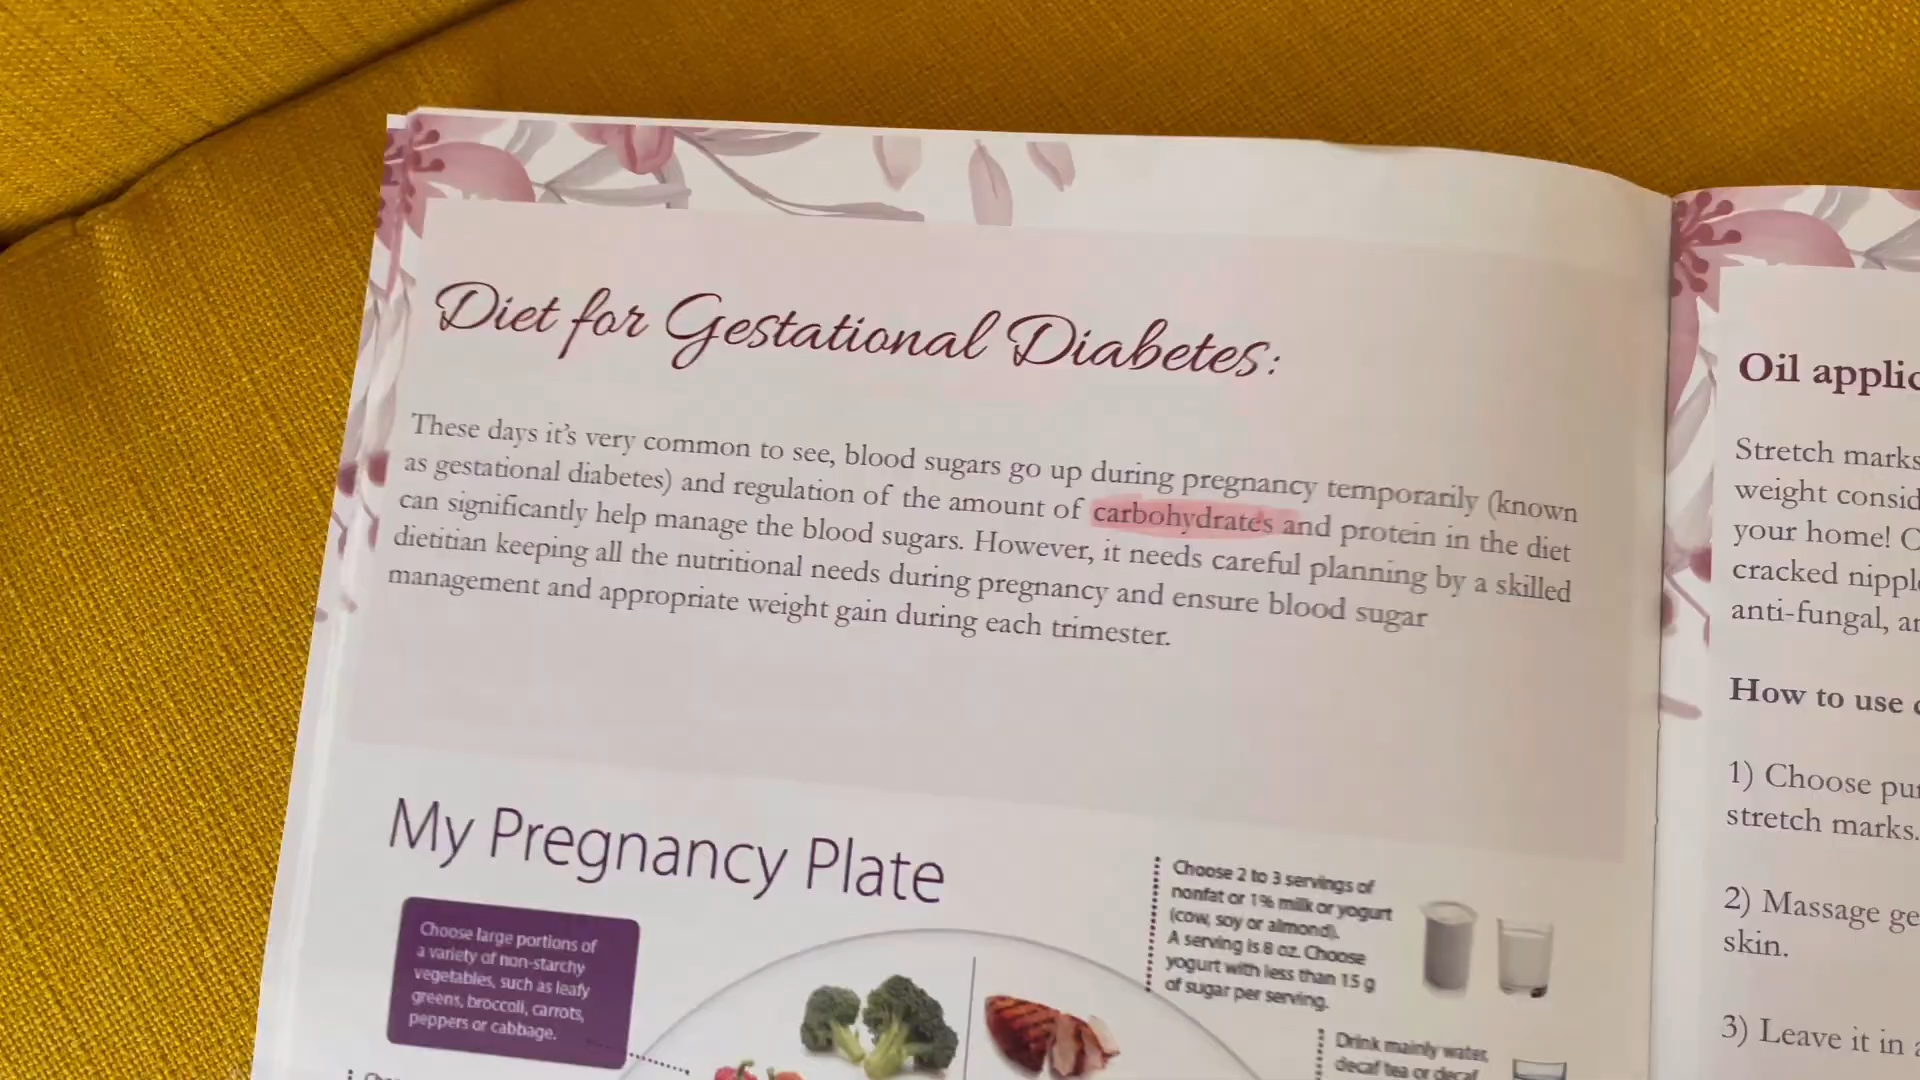 Diet for Gestational Diabetes:
These days it's very common to see, blood sugars go up during pregnancy temporarily (known
as gestational diabetes) and regulation of the amount of carbohydrates and protein in the diet
can significantly help manage the blood sugars. However, it needs careful planning by a skilled
dietitian keeping all the nutritional needs during pregnancy and ensure blood sugar
management and appropriate weight gain during each trimester.
My Pregnancy Plate
Choose large portions of
a variety of non-starchy
vegetables, such as leafy
greens, broccoli, carrots,
peppers or cabbage.
Choose 2 to 3 servings of
nonfat or 1% milk or yogurt
(cow, soy or almond).
A serving is 8 oz. Choose
yogurt with less than 15 g
of sugar per serving.
Drink mainly water,
decaf tea or decaf
Oil
Stretch marks
weight
your home!
cracked
anti-fungal,
How to use
1) Choose
stretch marks.
2) Massage
skin.
3) Leave it in